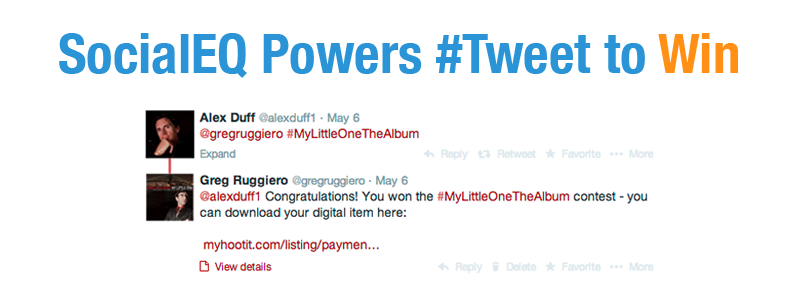 SocialEQ Powers #Tweet to Win
Alex Duff @alexduff1 · May 6
@gregruggiero #MyLittleOneTheAlbum
Expand Reply Retweet Favorite ••• More
Greg Ruggiero @gregruggiero · May 6
@alexduff1 Congratulations! You won the #MyLittleOneTheAlbum contest - you
can download your digital item here:
myhootit.com/listing/paymen…
View details Reply Delete Favorite ••• More